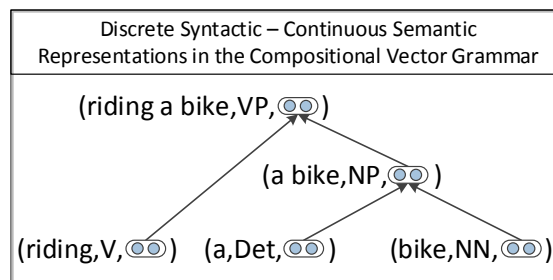 Discrete Syntactic – Continuous Semantic
Representations in the Compositional Vector Grammar
(riding a bike,VP, )
(a bike,NP, )
(riding,V, ) (a,Det, ) (bike,NN, )